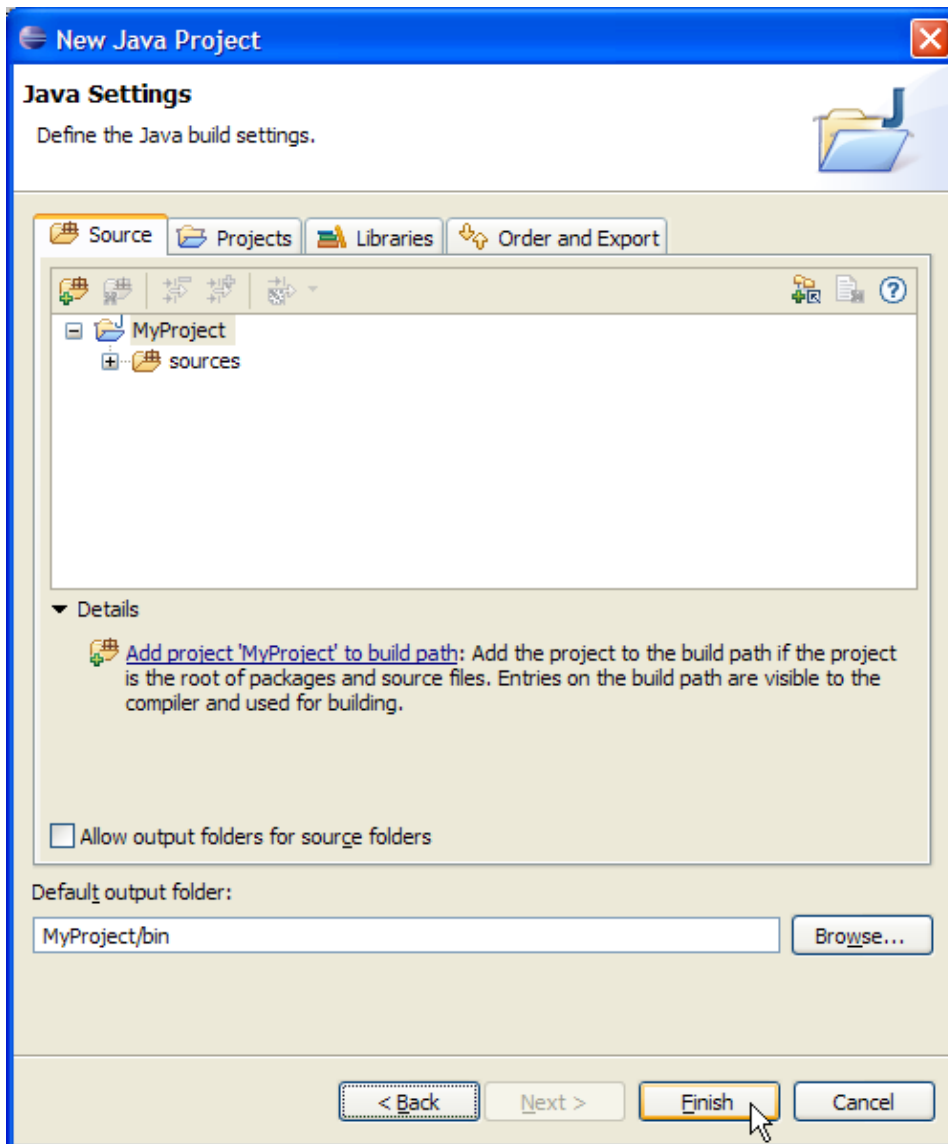 New Java Project
Java Settings
Define the Java build settings.
Source Projects Libraries Order and Export
MyProject
sources
Details
Add project 'MyProject' to build path: Add the project to the build path if the project
is the root of packages and source files. Entries on the build path are visible to the
compiler and used for building.
Allow output folders for source folders
Default output folder:
MyProject/bin
Browse...
< Back Next > Finish Cancel